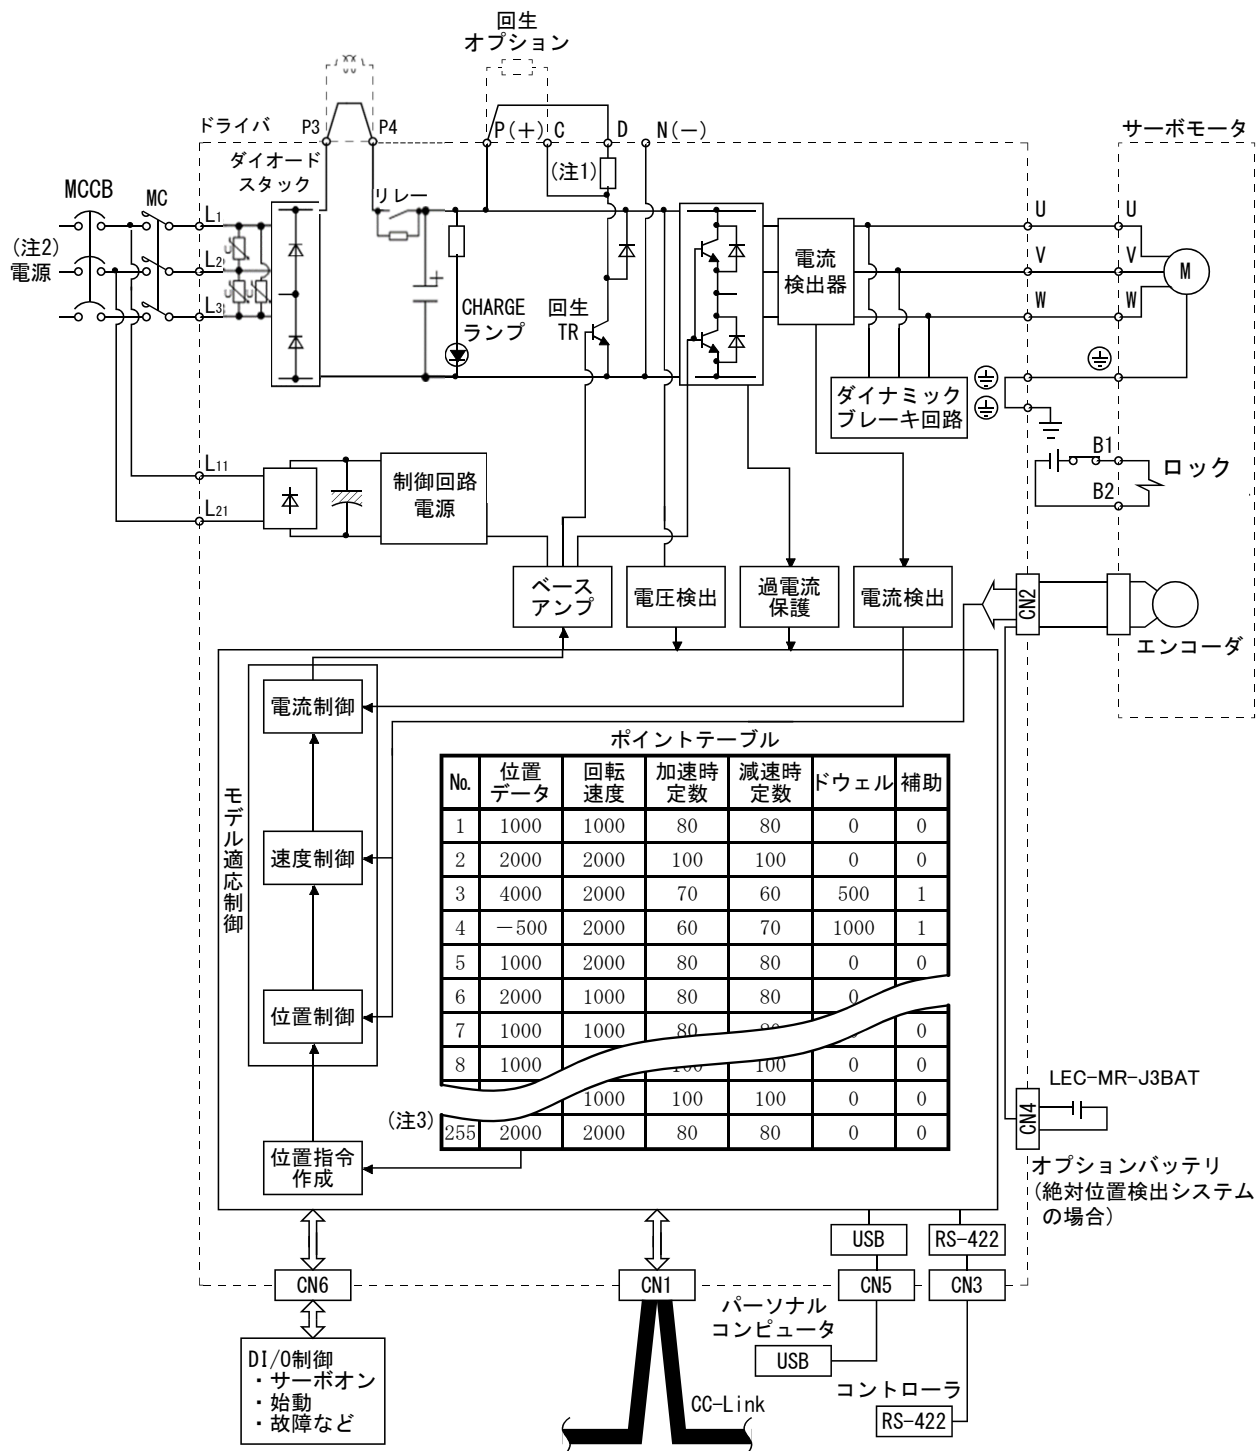 回生
オプション
ドライバ
P3
P4
P(+)
C
D
N(－)
サーボモータ
ダイオード
スタック
(注1)
リレー
MCCB
MC
L1
L2
L3
(注2)
電源
U
V
W
U
V
W
M
電流
検出器
CHARGE
ランプ
回生
TR
ダイナミック
ブレーキ回路
B1
B2
ロック
L11
L21
制御回路
電源
ベース
アンプ
電圧検出
過電流
保護
電流検出
CN2
エンコーダ
モデル適応制御
電流制御
速度制御
位置制御
位置指令
作成
ポイントテーブル
No. 位置データ 回転速度 加速時定数 減速時定数 ドウェル 補助
1 1000 1000 80 80 0 0
2 2000 2000 100 100 0 0
3 4000 2000 70 60 500 1
4 －500 2000 60 70 1000 1
5 1000 2000 80 80 0 0
6 2000 1000 80 80 0
7 1000 1000 80 80 0
8 1000 100 100 0 0
1000 100 100 0 0
(注3)
255 2000 2000 80 80 0 0
LEC-MR-J3BAT
CN4
オプションバッテリ
(絶対位置検出システム
の場合)
USB
RS-422
CN6
CN1
CN5
CN3
パーソナル
コンピュータ
USB
DI/O制御
・サーボオン
・始動
・故障など
CC-Link
コントローラ
RS-422